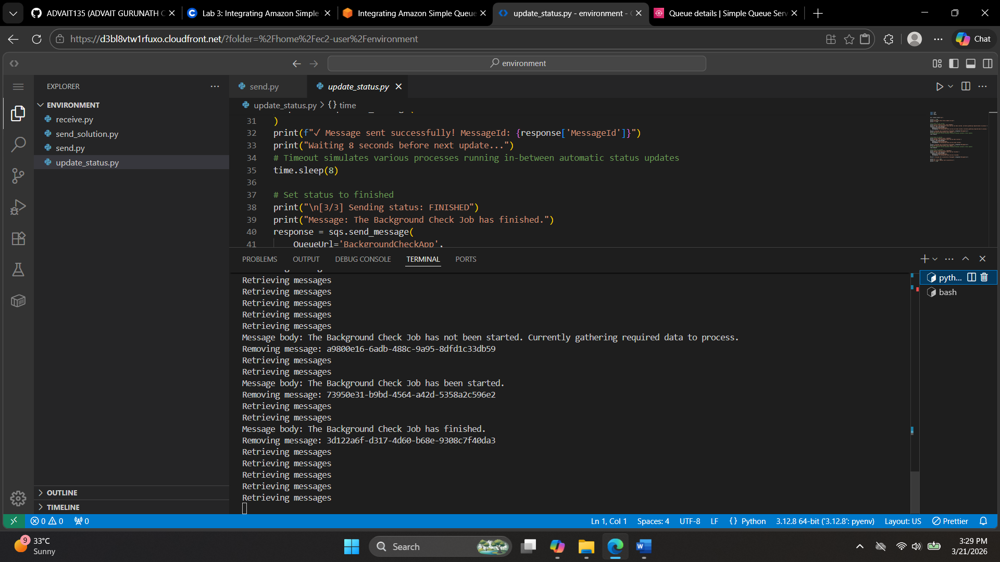 ADVAIT135 (ADVAIT GURUNATH C
Lab 3: Integrating Amazon Simple
Integrating Amazon Simple Queue
update_status.py - environment -
Queue details | Simple Queue Serv
https://d3bl8vtw1rfuxo.cloudfront.net/?folder=%2Fhome%2Fec2-user%2Fenvironment
Chat
environment
EXPLORER
ENVIRONMENT
receive.py
send_solution.py
send.py
update_status.py
OUTLINE
TIMELINE
send.py
update_status.py
update_status.py > {} time
31 )
32 print(f"✓ Message sent successfully! MessageId: {response['MessageId']}")
33 print("Waiting 8 seconds before next update...")
34 # Timeout simulates various processes running in-between automatic status updates
35 time.sleep(8)
36
37 # Set status to finished
38 print("\n[3/3] Sending status: FINISHED")
39 print("Message: The Background Check Job has finished.")
40 response = sqs.send_message(
41 QueueUrl='BackgroundCheckApp',
PROBLEMS
OUTPUT
DEBUG CONSOLE
TERMINAL
PORTS
Retrieving messages
Retrieving messages
Retrieving messages
Retrieving messages
Retrieving messages
Message body: The Background Check Job has not been started. Currently gathering required data to process.
Removing message: a9800e16-6adb-488c-9a95-8dfd1c33db59
Retrieving messages
Retrieving messages
Message body: The Background Check Job has been started.
Removing message: 73950e31-b9bd-4564-a42d-5358a2c596e2
Retrieving messages
Retrieving messages
Message body: The Background Check Job has finished.
Removing message: 3d122a6f-d317-4d60-b68e-9308c7f40da3
Retrieving messages
Retrieving messages
Retrieving messages
Retrieving messages
Retrieving messages
pyth...
bash
0 0 0
Ln 1, Col 1
Spaces: 4
UTF-8
LF
{} Python
3.12.8 64-bit ('3.12.8': pyenv)
Layout: US
Prettier
9
33°C
Sunny
Search
3:29 PM
3/21/2026